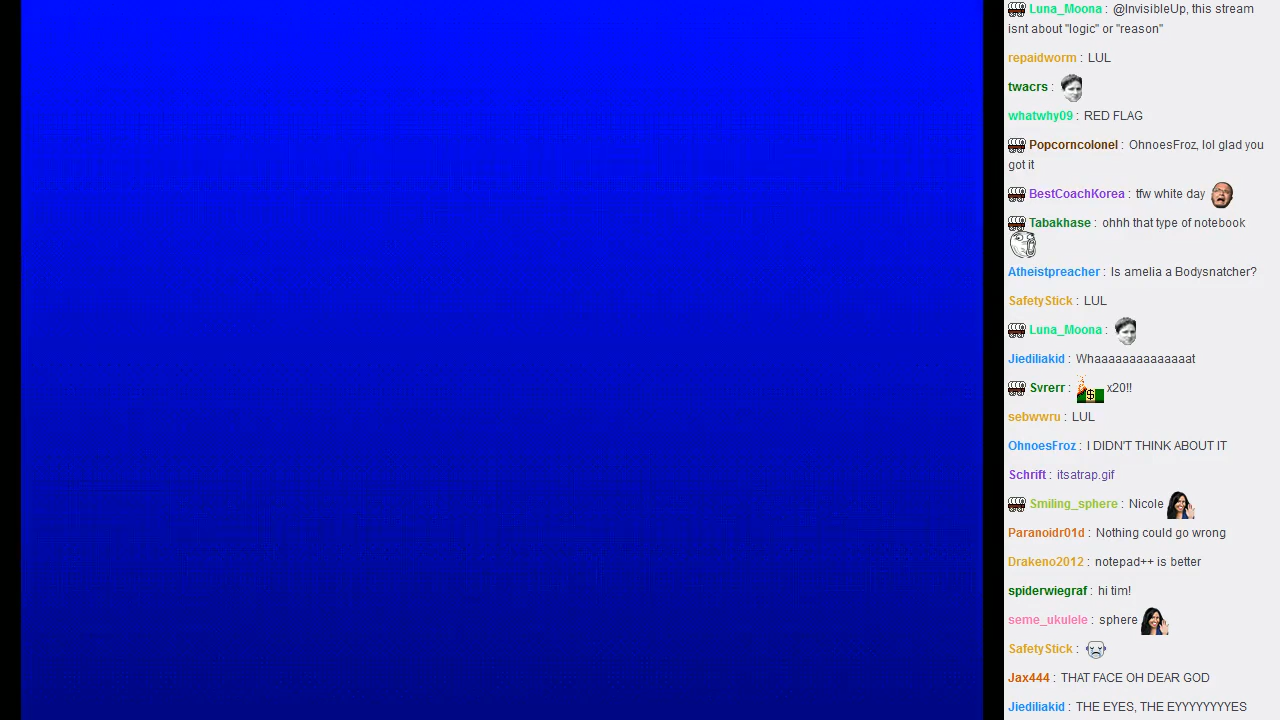 Luna_Moona : @InvisibleUp, this stream
isnt about "logic" or "reason"
repaidworm : LUL
twacrs :
whatwhy09 : RED FLAG
Popcorncolonel : OhnoesFroz, lol glad you
got it
BestCoachKorea : tfw white day
Tabakhase : ohhh that type of notebook
Atheistpreacher : Is amelia a Bodysnatcher?
SafetyStick : LUL
Luna_Moona :
Jiediliakid : Whaaaaaaaaaaaaaat
Svrerr : $ x20!!
sebwwru : LUL
OhnoesFroz : I DIDN'T THINK ABOUT IT
Schrift : itsatrap.gif
Smiling_sphere : Nicole
Paranoidr01d : Nothing could go wrong
Drakeno2012 : notepad++ is better
spiderwiegraf : hi tim!
seme_ukulele : sphere
SafetyStick :
Jax444 : THAT FACE OH DEAR GOD
Jiediliakid : THE EYES, THE EYYYYYYYES